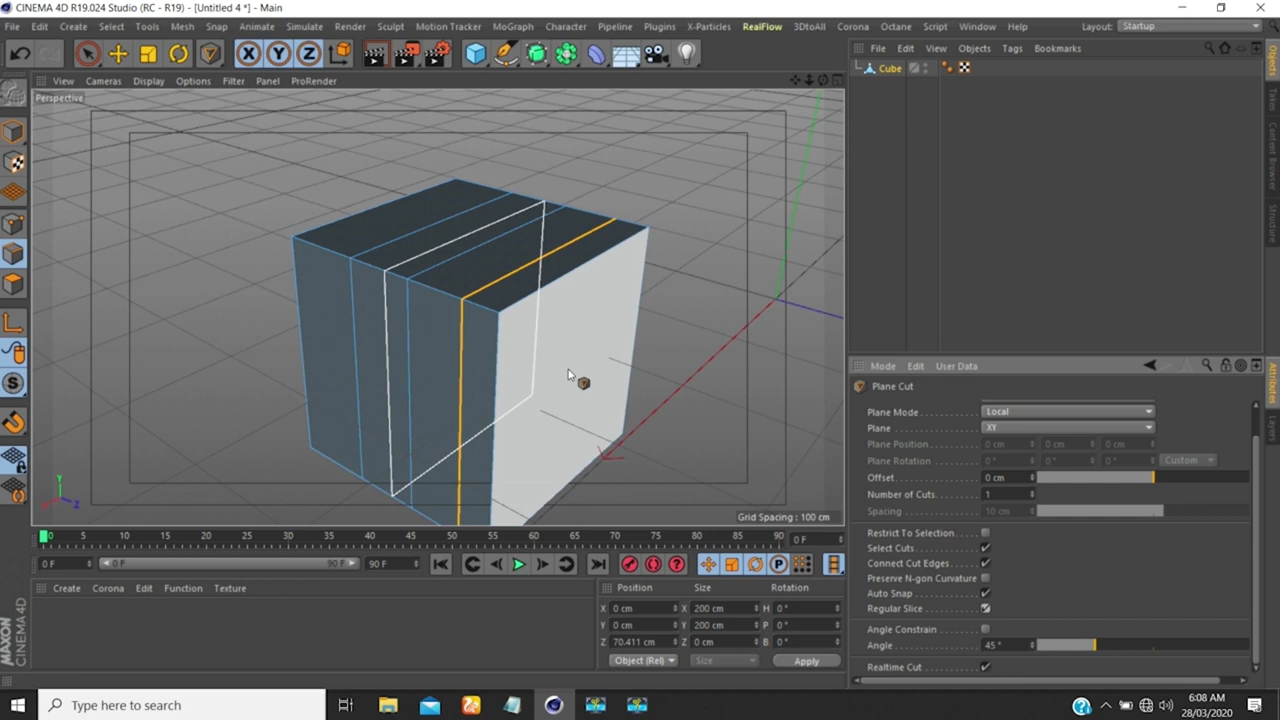 CINEMA 4D R19.024 Studio (RC - R19) - [Untitled 4 *] - Main
File Edit Create Select Tools Mesh Snap Animate Simulate Render Sculpt Motion Tracker MoGraph Character Pipeline Plugins X-Particles RealFlow 3DtoAll Corona Octane Script Window Help Layout: Startup
X Y Z
File Edit View Objects Tags Bookmarks
Cube
View Cameras Display Options Filter Panel ProRender
Perspective
Grid Spacing : 100 cm
Y
Z
S
Objects
Takes
Content Browser
Structure
Attributes
Layers
Mode Edit User Data
Plane Cut
Plane Mode Local
Plane XY
Plane Position 0 cm 0 cm 0 cm
Plane Rotation 0 ° 0 ° 0 ° Custom
Offset 0 cm
Number of Cuts 1
Spacing 10 cm
Restrict To Selection
Select Cuts
Connect Cut Edges
Preserve N-gon Curvature
Auto Snap
Regular Slice
Angle Constrain
Angle 45 °
Realtime Cut
0 5 10 15 20 25 30 35 40 45 50 55 60 65 70 75 80 85 90 0 F
0 F 0 F 90 F 90 F
P
Create Corona Edit Function Texture
Position Size Rotation
X 0 cm X 200 cm H 0 °
Y 0 cm Y 200 cm P 0 °
Z 70.411 cm Z 0 cm B 0 °
Object (Rel) Size Apply
MAXON CINEMA4D
Type here to search
6:08 AM
28/03/2020